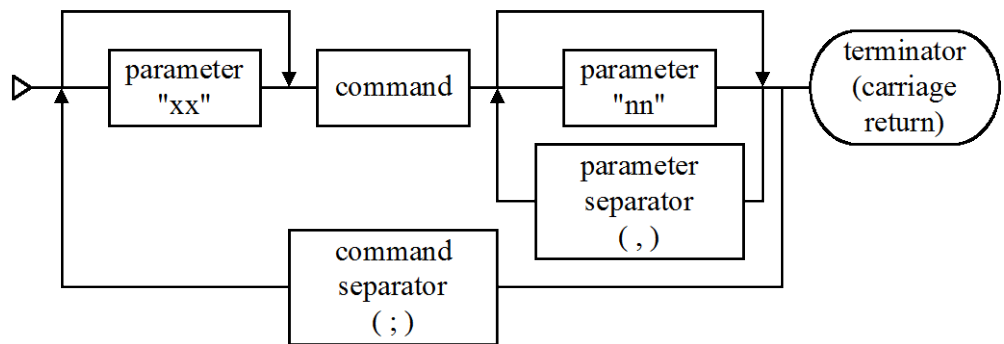 parameter
"xx"
command
parameter
"nn"
terminator
(carriage
return)
parameter
separator
( , )
command
separator
( ; )